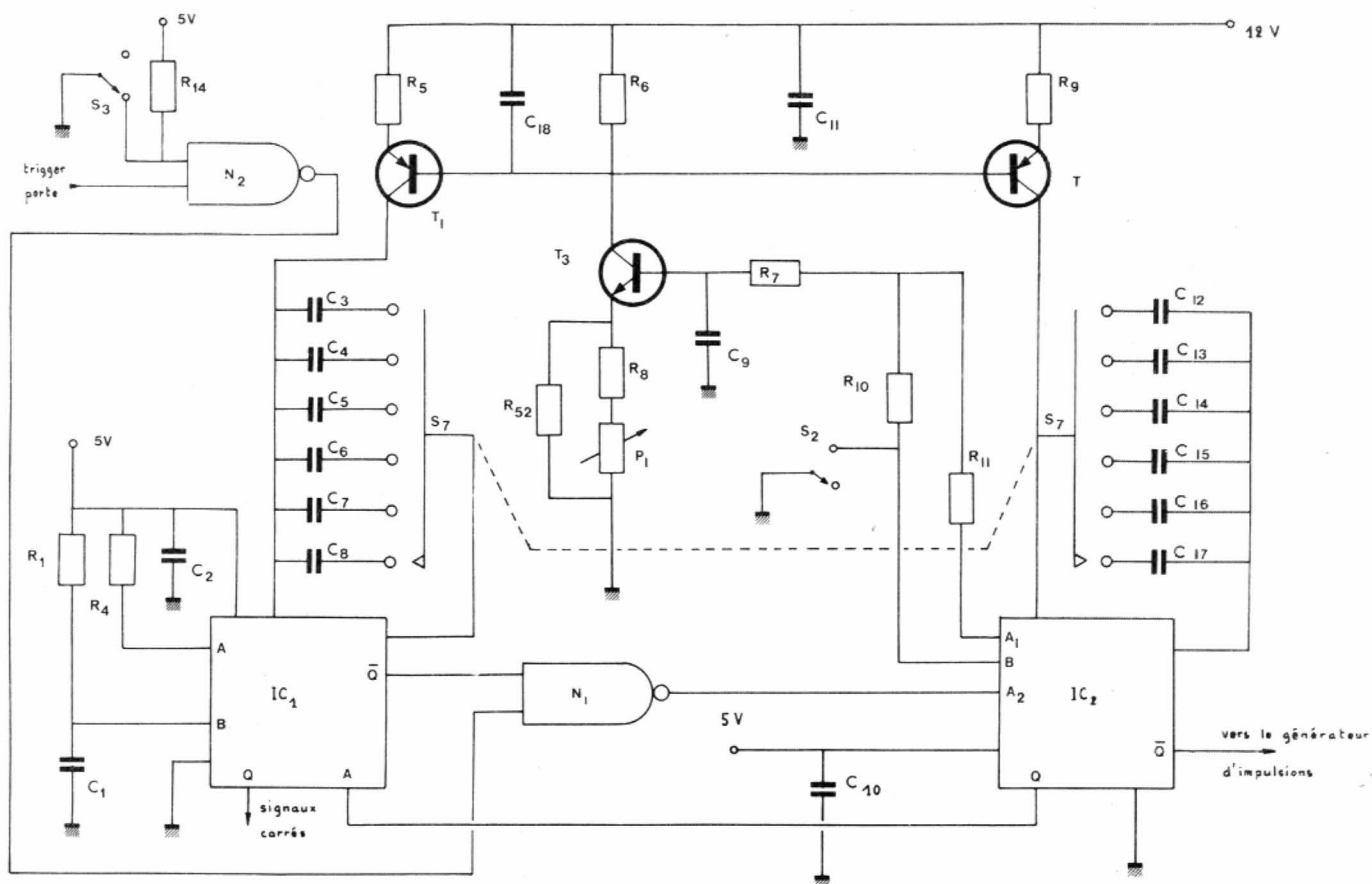 5V
12 V
S3
R14
R5
C18
R6
C11
R9
trigger
porte
N2
T1
T
T3
R7
C3
C4
C5
C6
C7
C8
S7
R52
R8
P1
C9
R10
S2
R11
S7
C12
C13
C14
C15
C16
C17
5V
R1
R4
C2
A
IC1
Q̅
B
Q
A
C1
signaux
carrés
N1
5 V
C10
A1
B
A2
IC2
Q̅
Q
vers le générateur
d'impulsions